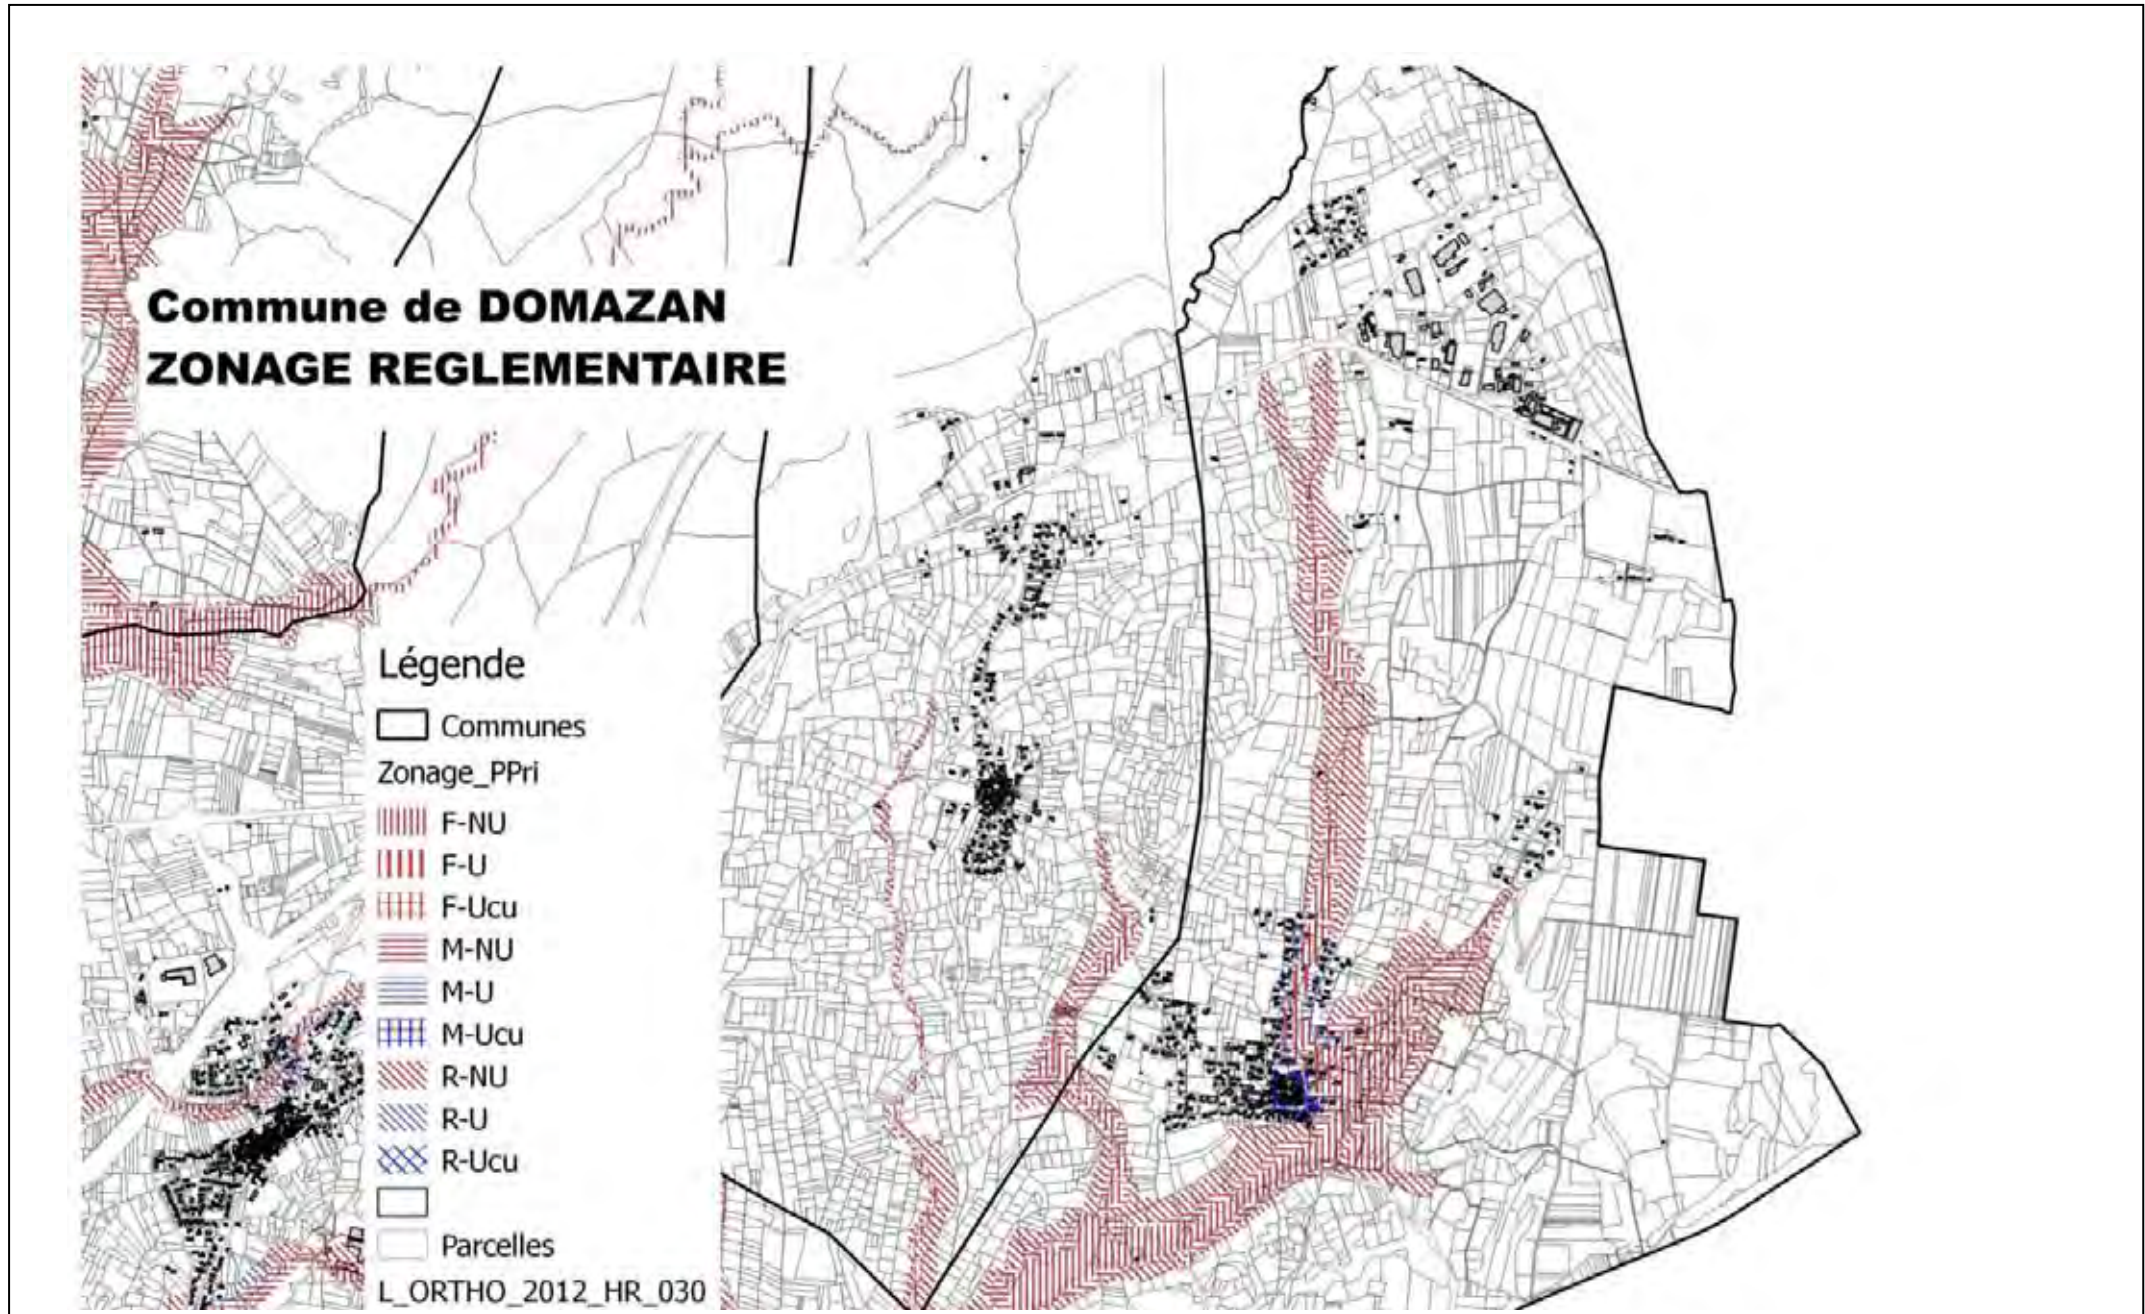 Commune de DOMAZAN
ZONAGE REGLEMENTAIRE
Légende
Communes
Zonage_PPri
F-NU
F-U
F-Ucu
M-NU
M-U
M-Ucu
R-NU
R-U
R-Ucu
Parcelles
L_ORTHO_2012_HR_030